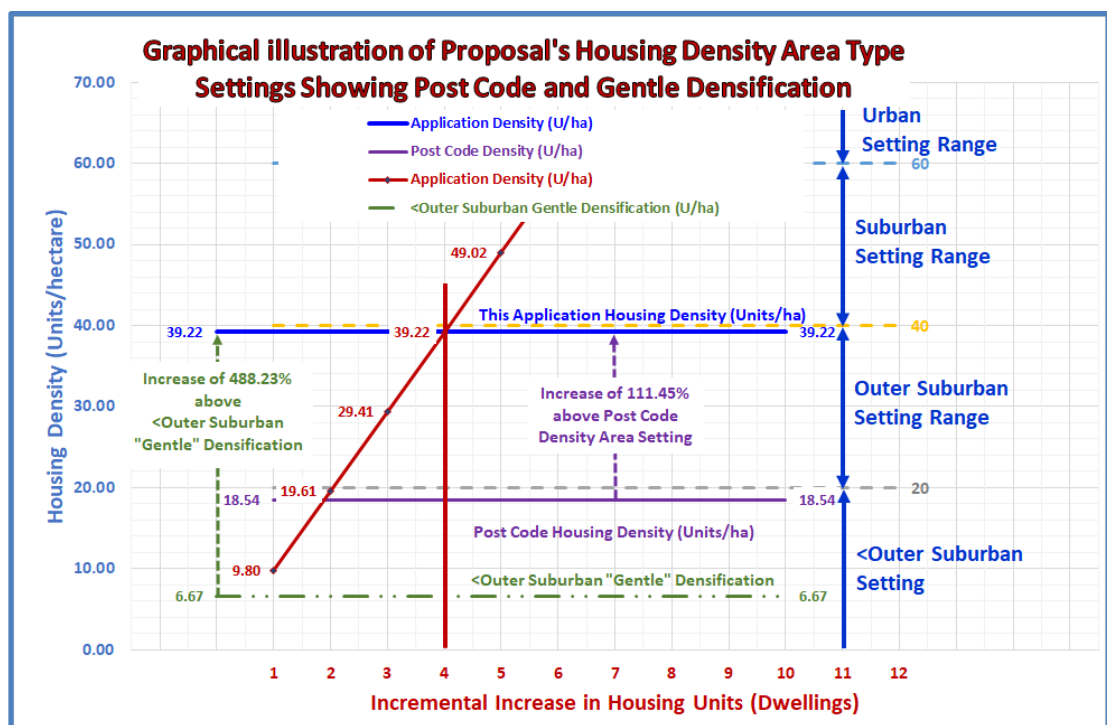 Graphical illustration of Proposal's Housing Density Area Type
Settings Showing Post Code and Gentle Densification
Application Density (U/ha)
Post Code Density (U/ha)
Application Density (U/ha)
<Outer Suburban Gentle Densification (U/ha)
Housing Density (Units/hectare)
70.00
60.00
50.00
40.00
30.00
20.00
10.00
0.00
Urban
Setting Range
60
Suburban
Setting Range
49.02
This Application Housing Density (Units/ha)
40
39.22
39.22
39.22
Increase of 488.23%
above
<Outer Suburban
"Gentle" Densification
29.41
Increase of 111.45%
above Post Code
Density Area Setting
Outer Suburban
Setting Range
19.61
20
18.54
18.54
Post Code Housing Density (Units/ha)
<Outer Suburban
Setting
9.80
<Outer Suburban "Gentle" Densification
6.67
6.67
1 2 3 4 5 6 7 8 9 10 11 12
Incremental Increase in Housing Units (Dwellings)